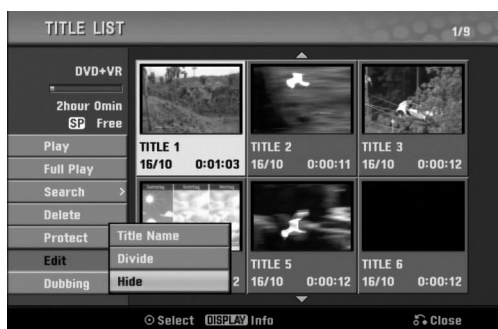 TITLE LIST
1/9
DVD+VR
2hour 0min
SP Free
Play
Full Play
Search >
Delete
Protect
Edit
Dubbing
Title Name
Divide
Hide
TITLE 1
16/10 0:01:03
TITLE 2
16/10 0:00:11
TITLE 3
16/10 0:00:12
Samstag Sonntag Montag
2
TITLE 5
16/10 0:00:12
TITLE 6
16/10 0:00:12
Select DISPLAY Info
Close